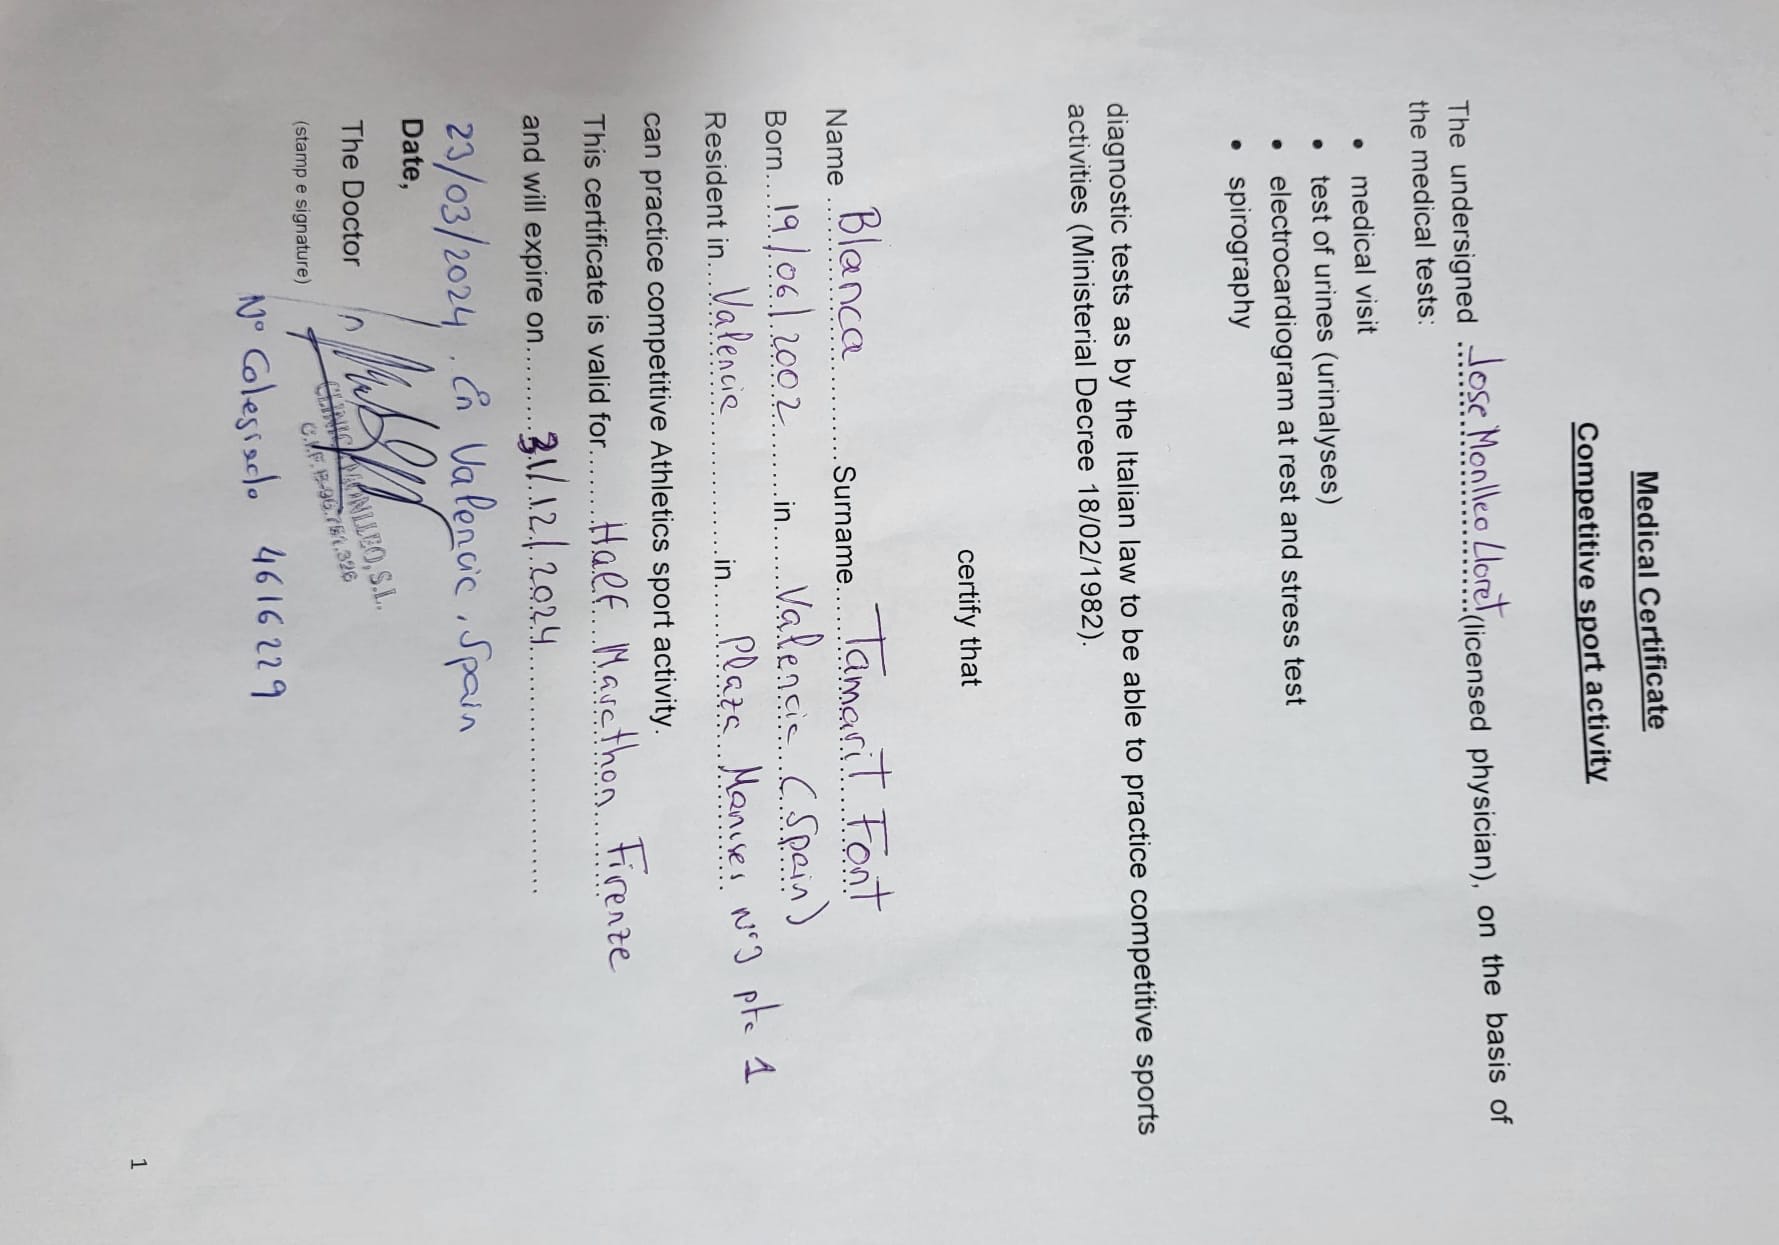 Medical Certificate
Competitive sport activity
The undersigned Jose Monlleo Lloret (licensed physician), on the basis of
the medical tests:
• medical visit
• test of urines (urinalyses)
• electrocardiogram at rest and stress test
• spirography
diagnostic tests as by the Italian law to be able to practice competitive sports
activities (Ministerial Decree 18/02/1982).
certify that
Name Blanca Surname Tamarit Font
Born 19/06/2002 in Valencia (Spain)
Resident in Valencia in Plaza Manises Nº3 pta 1
can practice competitive Athletics sport activity.
This certificate is valid for Half Marathon Firenze
and will expire on 31/12/2024
23/03/2024. En Valencia, Spain
Date,
The Doctor
CLINICA MONLLEO, S.L.
C.I.F. B-96.751.326
(stamp e signature)
Nº Colegiado 4616229
1